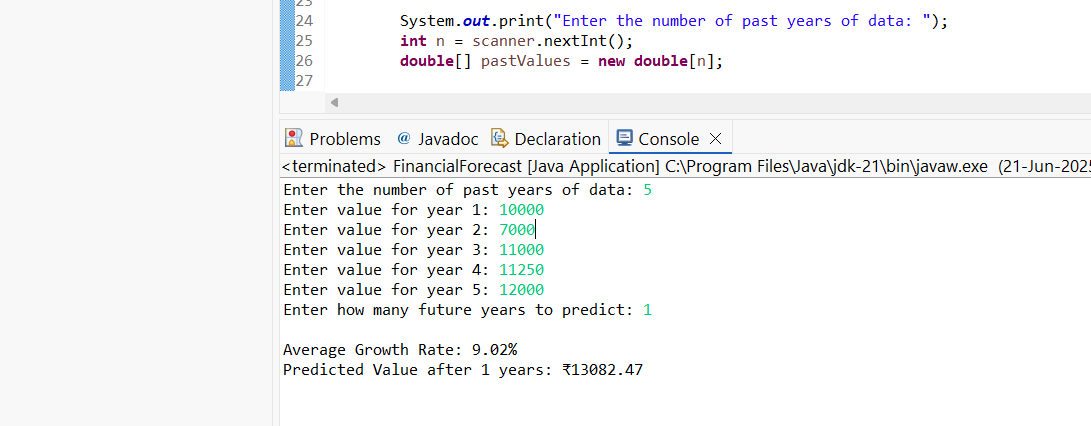 23
24 System.out.print("Enter the number of past years of data: ");
25 int n = scanner.nextInt();
26 double[] pastValues = new double[n];
27
Problems @ Javadoc Declaration Console
<terminated> FinancialForecast [Java Application] C:\Program Files\Java\jdk-21\bin\javaw.exe (21-Jun-2025
Enter the number of past years of data: 5
Enter value for year 1: 10000
Enter value for year 2: 7000
Enter value for year 3: 11000
Enter value for year 4: 11250
Enter value for year 5: 12000
Enter how many future years to predict: 1
Average Growth Rate: 9.02%
Predicted Value after 1 years: ₹13082.47